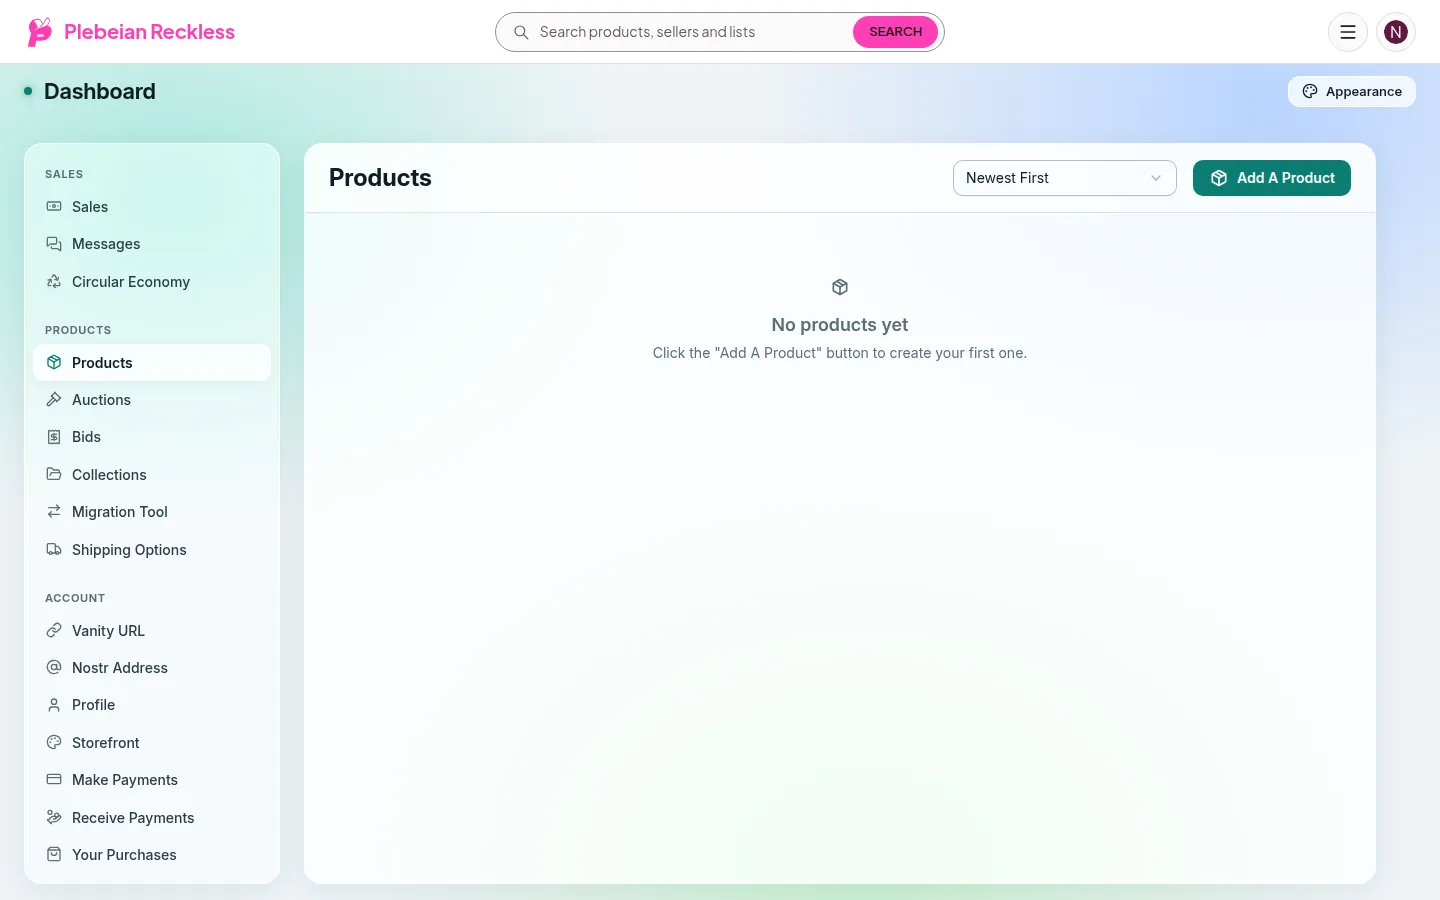 Plebeian Reckless
Search products, sellers and lists
SEARCH
N
Dashboard
Appearance
SALES
Sales
Messages
Circular Economy
PRODUCTS
Products
Auctions
Bids
Collections
Migration Tool
Shipping Options
ACCOUNT
Vanity URL
Nostr Address
Profile
Storefront
Make Payments
Receive Payments
Your Purchases
Products
Newest First
Add A Product
No products yet
Click the "Add A Product" button to create your first one.